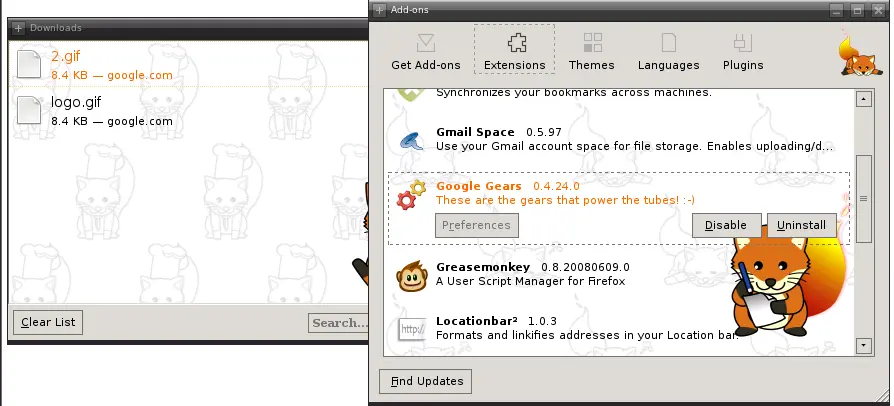 Downloads
2.gif
8.4 KB — google.com
logo.gif
8.4 KB — google.com
Clear List
Search...
Add-ons
Get Add-ons
Extensions
Themes
Languages
Plugins
Synchronizes your bookmarks across machines.
Gmail Space 0.5.97
Use your Gmail account space for file storage. Enables uploading/d...
Google Gears 0.4.24.0
These are the gears that power the tubes! :-)
Preferences
Disable
Uninstall
Greasemonkey 0.8.20080609.0
A User Script Manager for Firefox
http://
Locationbar² 1.0.3
Formats and linkifies addresses in your Location bar.
Find Updates